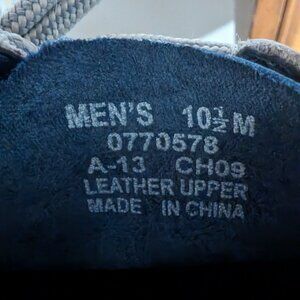 MEN'S 10½ M
0770578
A-13 CH09
LEATHER UPPER
MADE IN CHINA